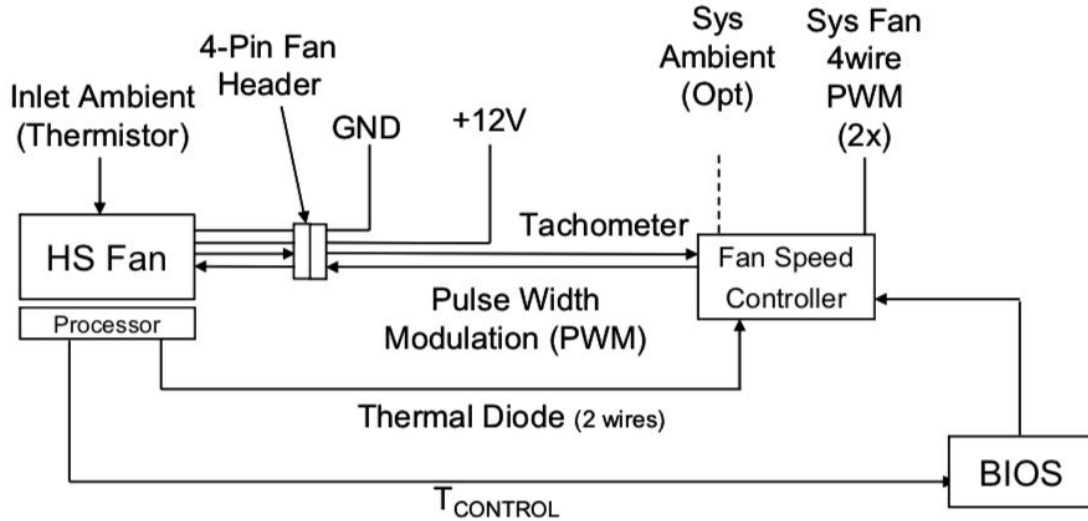 Inlet Ambient
(Thermistor)
4-Pin Fan
Header
GND
+12V
Sys
Ambient
(Opt)
Sys Fan
4wire
PWM
(2x)
HS Fan
Processor
Tachometer
Pulse Width
Modulation (PWM)
Fan Speed
Controller
Thermal Diode (2 wires)
BIOS
TCONTROL